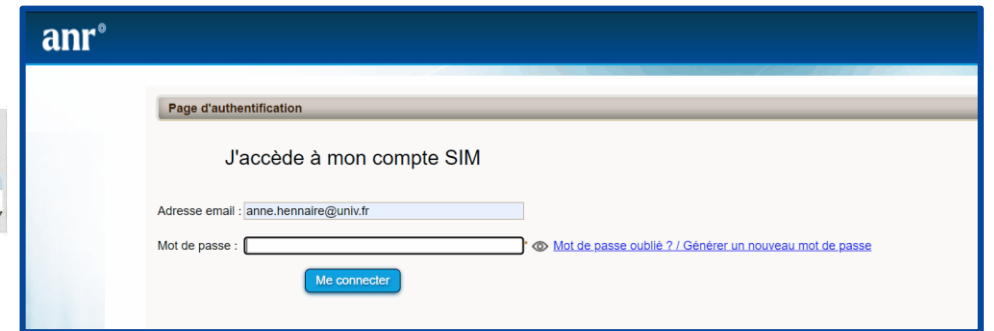 anr®
Page d'authentification
J'accède à mon compte SIM
Adresse email : anne.hennaire@univ.fr
Mot de passe : * Mot de passe oublié ? / Générer un nouveau mot de passe
Me connecter